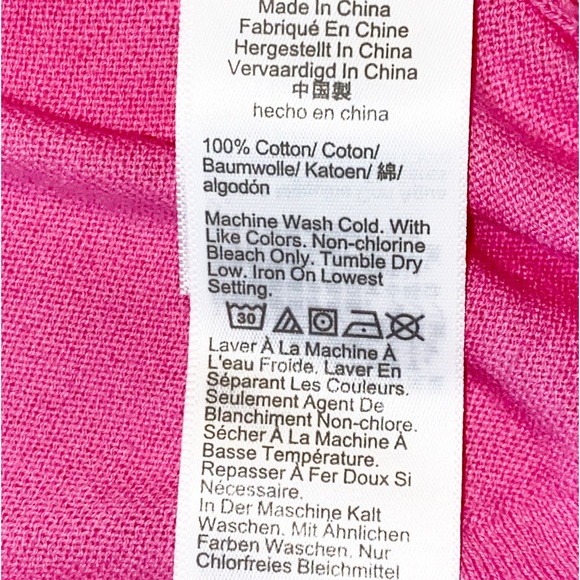 Made In China
Fabriqué En Chine
Hergestellt In China
Vervaardigd In China
中国製
hecho en china
100% Cotton/ Coton/
Baumwolle/ Katoen/ 綿/
algodón
Machine Wash Cold. With
Like Colors. Non-chlorine
Bleach Only. Tumble Dry
Low. Iron On Lowest
Setting.
30
Laver À La Machine À
L'eau Froide. Laver En
Séparant Les Couleurs.
Seulement Agent De
Blanchiment Non-chlore.
Sécher À La Machine À
Basse Température.
Repasser À Fer Doux Si
Nécessaire.
In Der Maschine Kalt
Waschen. Mit Ähnlichen
Farben Waschen. Nur
Chlorfreies Bleichmittel